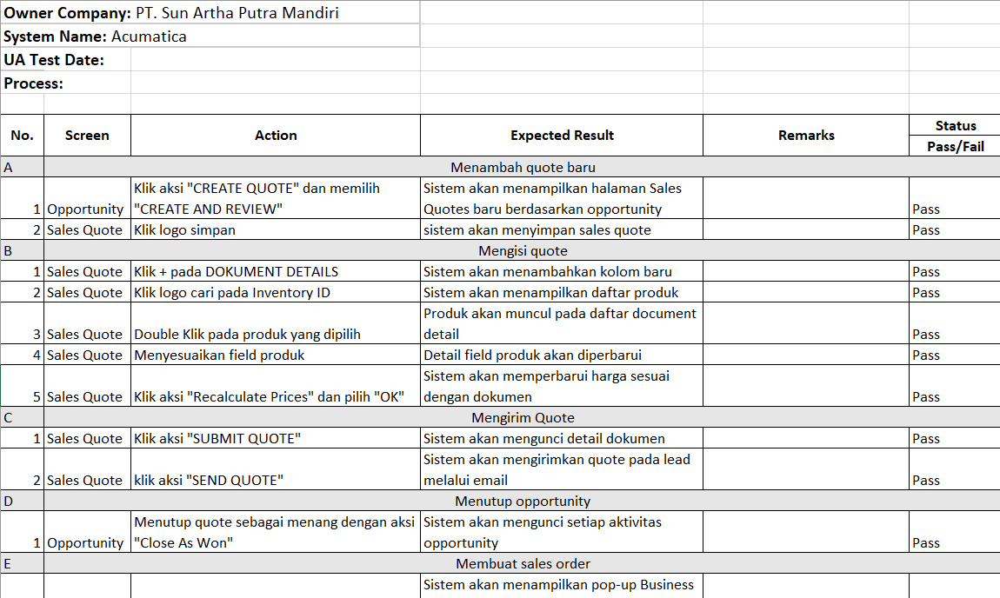 Owner Company: PT. Sun Artha Putra Mandiri
System Name: Acumatica
UA Test Date:
Process:
No. Screen Action Expected Result Remarks Status
Pass/Fail
A Menambah quote baru
Klik aksi "CREATE QUOTE" dan memilih Sistem akan menampilkan halaman Sales
1 Opportunity "CREATE AND REVIEW" Quotes baru berdasarkan opportunity Pass
2 Sales Quote Klik logo simpan sistem akan menyimpan sales quote Pass
B Mengisi quote
1 Sales Quote Klik + pada DOKUMENT DETAILS Sistem akan menambahkan kolom baru Pass
2 Sales Quote Klik logo cari pada Inventory ID Sistem akan menampilkan daftar produk Pass
Produk akan muncul pada daftar document
3 Sales Quote Double Klik pada produk yang dipilih detail Pass
4 Sales Quote Menyesuaikan field produk Detail field produk akan diperbarui Pass
Sistem akan memperbarui harga sesuai
5 Sales Quote Klik aksi "Recalculate Prices" dan pilih "OK" dengan dokumen Pass
C Mengirim Quote
1 Sales Quote Klik aksi "SUBMIT QUOTE" Sistem akan mengunci detail dokumen Pass
Sistem akan mengirimkan quote pada lead
2 Sales Quote klik aksi "SEND QUOTE" melalui email Pass
D Menutup opportunity
Menutup quote sebagai menang dengan aksi Sistem akan mengunci setiap aktivitas
1 Opportunity "Close As Won" opportunity Pass
E Membuat sales order
Sistem akan menampilkan pop-up Business